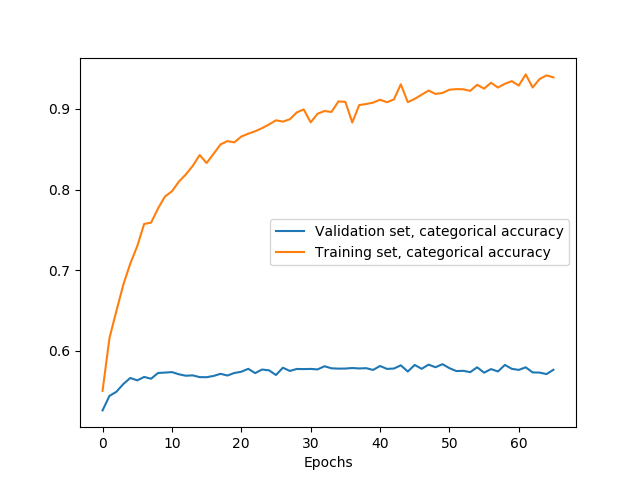 0.9
0.8
0.7
0.6
Validation set, categorical accuracy
Training set, categorical accuracy
0 10 20 30 40 50 60
Epochs